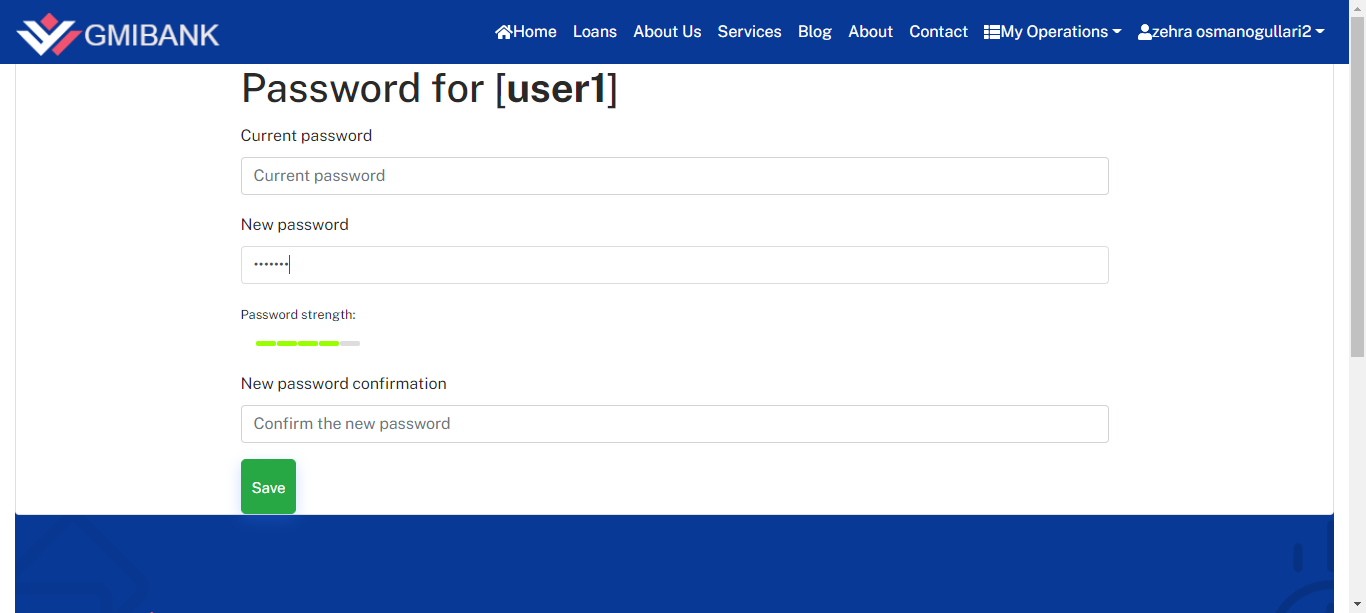 GMIBANK Home Loans About Us Services Blog About Contact My Operations zehra osmanogullari2
Password for [user1]
Current password
Current password
New password
•••••••
Password strength:
New password confirmation
Confirm the new password
Save